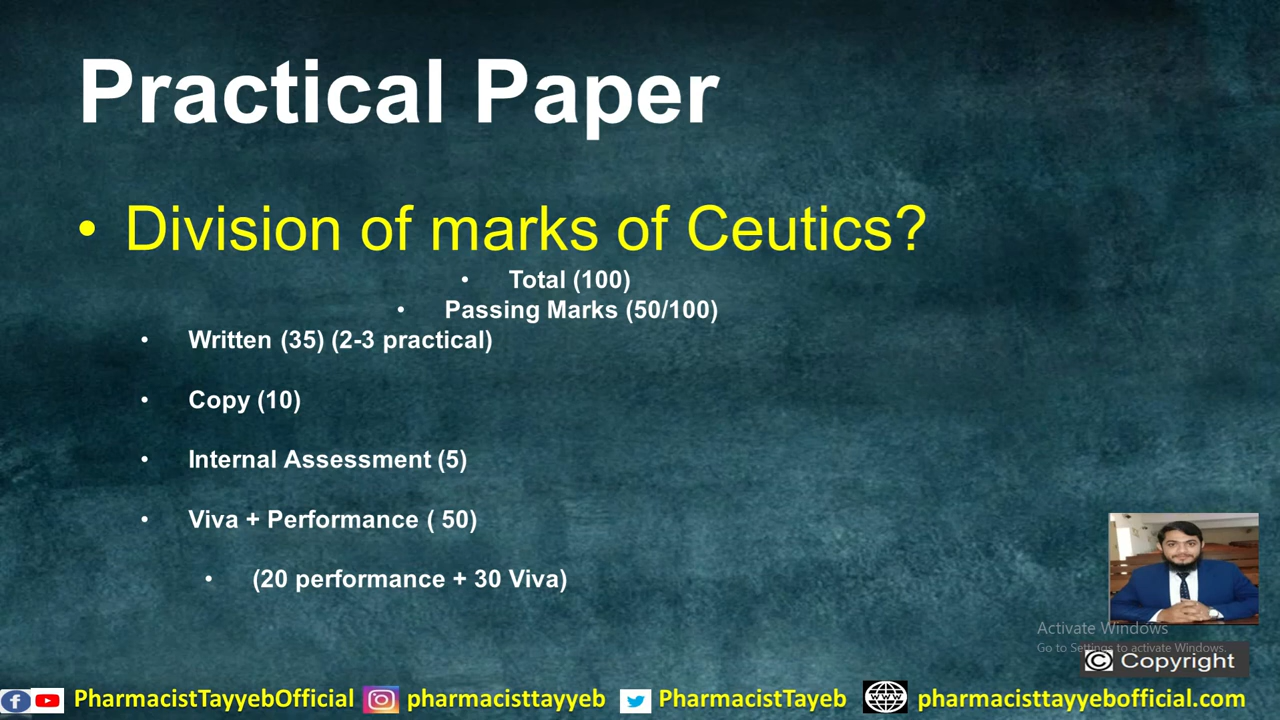 Practical Paper
• Division of marks of Ceutics?
• Total (100)
• Passing Marks (50/100)
• Written (35) (2-3 practical)
• Copy (10)
• Internal Assessment (5)
• Viva + Performance ( 50)
• (20 performance + 30 Viva)
Activate Windows
Go to Settings to activate Windows.
© Copyright
PharmacistTayyebOfficial pharmacisttayyeb PharmacistTayeb WWW pharmacisttayyebofficial.com